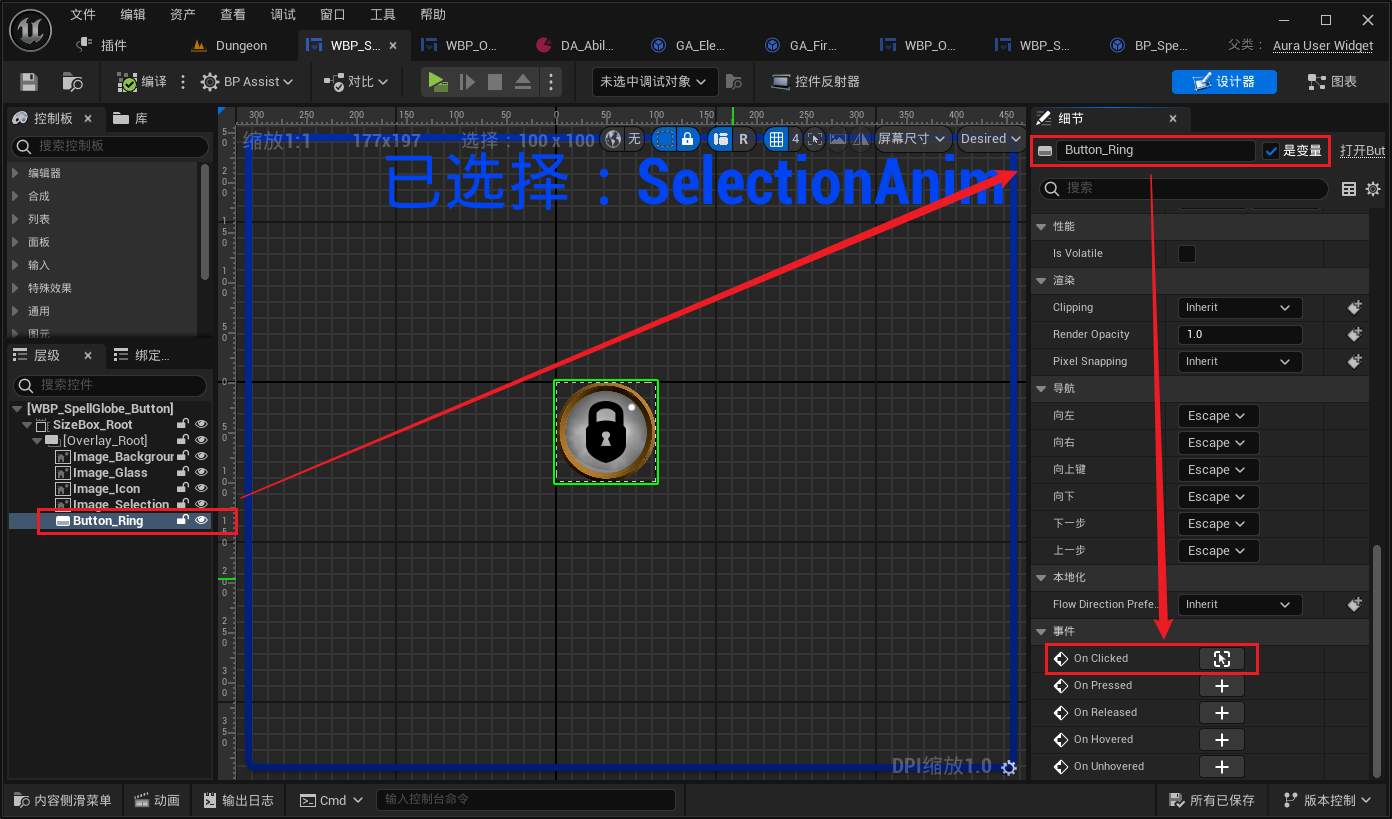 文件 编辑 资产 查看 调试 窗口 工具 帮助
插件 Dungeon WBP_S... WBP_O... DA_Abil... GA_Ele... GA_Fir... WBP_O... WBP_S... BP_Spe... 父类： Aura User Widget
编译 BP Assist 对比 未选中调试对象 控件反射器 设计器 图表
控制板 库
搜索控制板
编辑器
合成
列表
面板
输入
特殊效果
通用
图元
层级 绑定...
搜索控件
[WBP_SpellGlobe_Button]
SizeBox_Root
[Overlay_Root]
Image_Backgrour
Image_Glass
Image_Icon
Image_Selection
Button_Ring
300 250 200 150 100 50 0 50 100 150 200 250 300 350 400 450
缩放1:1 177x197 选择：100 x 100 无 R 4 屏幕尺寸 Desired
已选择：SelectionAnim
DPI缩放1.0
细节
Button_Ring 是变量 打开But
搜索
性能
Is Volatile
渲染
Clipping Inherit
Render Opacity 1.0
Pixel Snapping Inherit
导航
向左 Escape
向右 Escape
向上键 Escape
向下 Escape
下一步 Escape
上一步 Escape
本地化
Flow Direction Prefe... Inherit
事件
On Clicked
On Pressed
On Released
On Hovered
On Unhovered
内容侧滑菜单 动画 输出日志 Cmd 输入控制台命令 所有已保存 版本控制